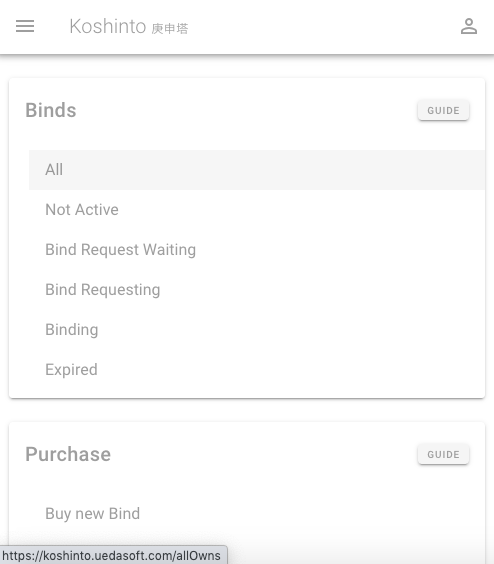 Koshinto 庚申塔
Binds
GUIDE
All
Not Active
Bind Request Waiting
Bind Requesting
Binding
Expired
Purchase
GUIDE
Buy new Bind
https://koshinto.uedasoft.com/allOwns